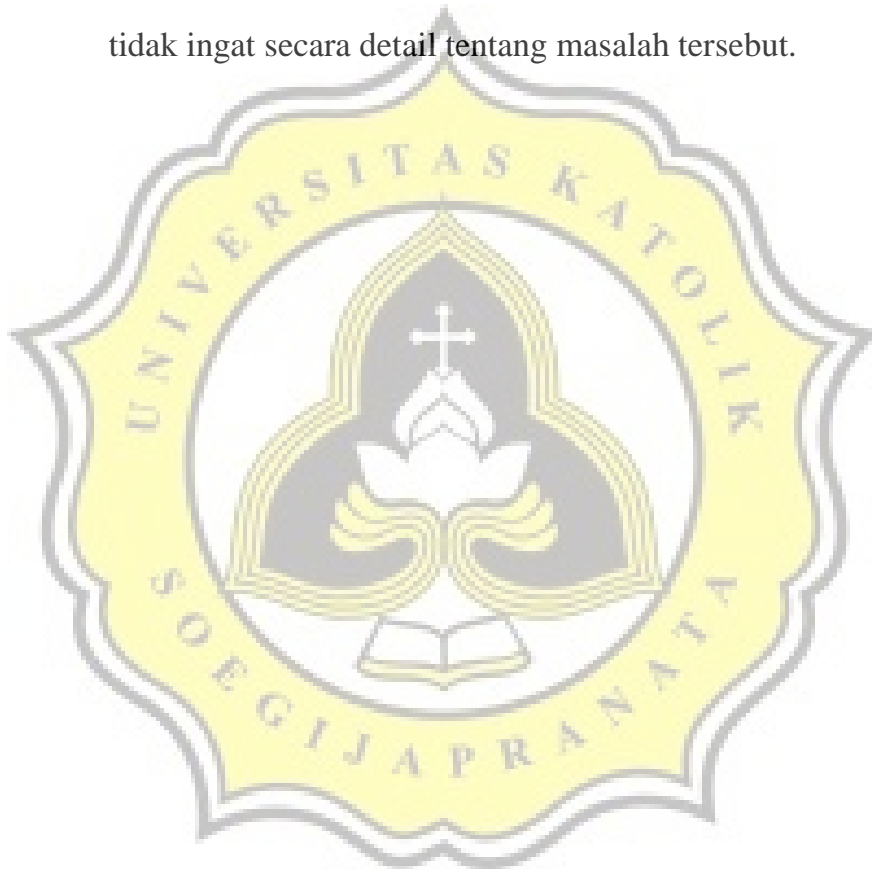 tidak ingat secara detail tentang masalah tersebut.
UNIVERSITAS KATOLIK
SOEGIJAPRANATA